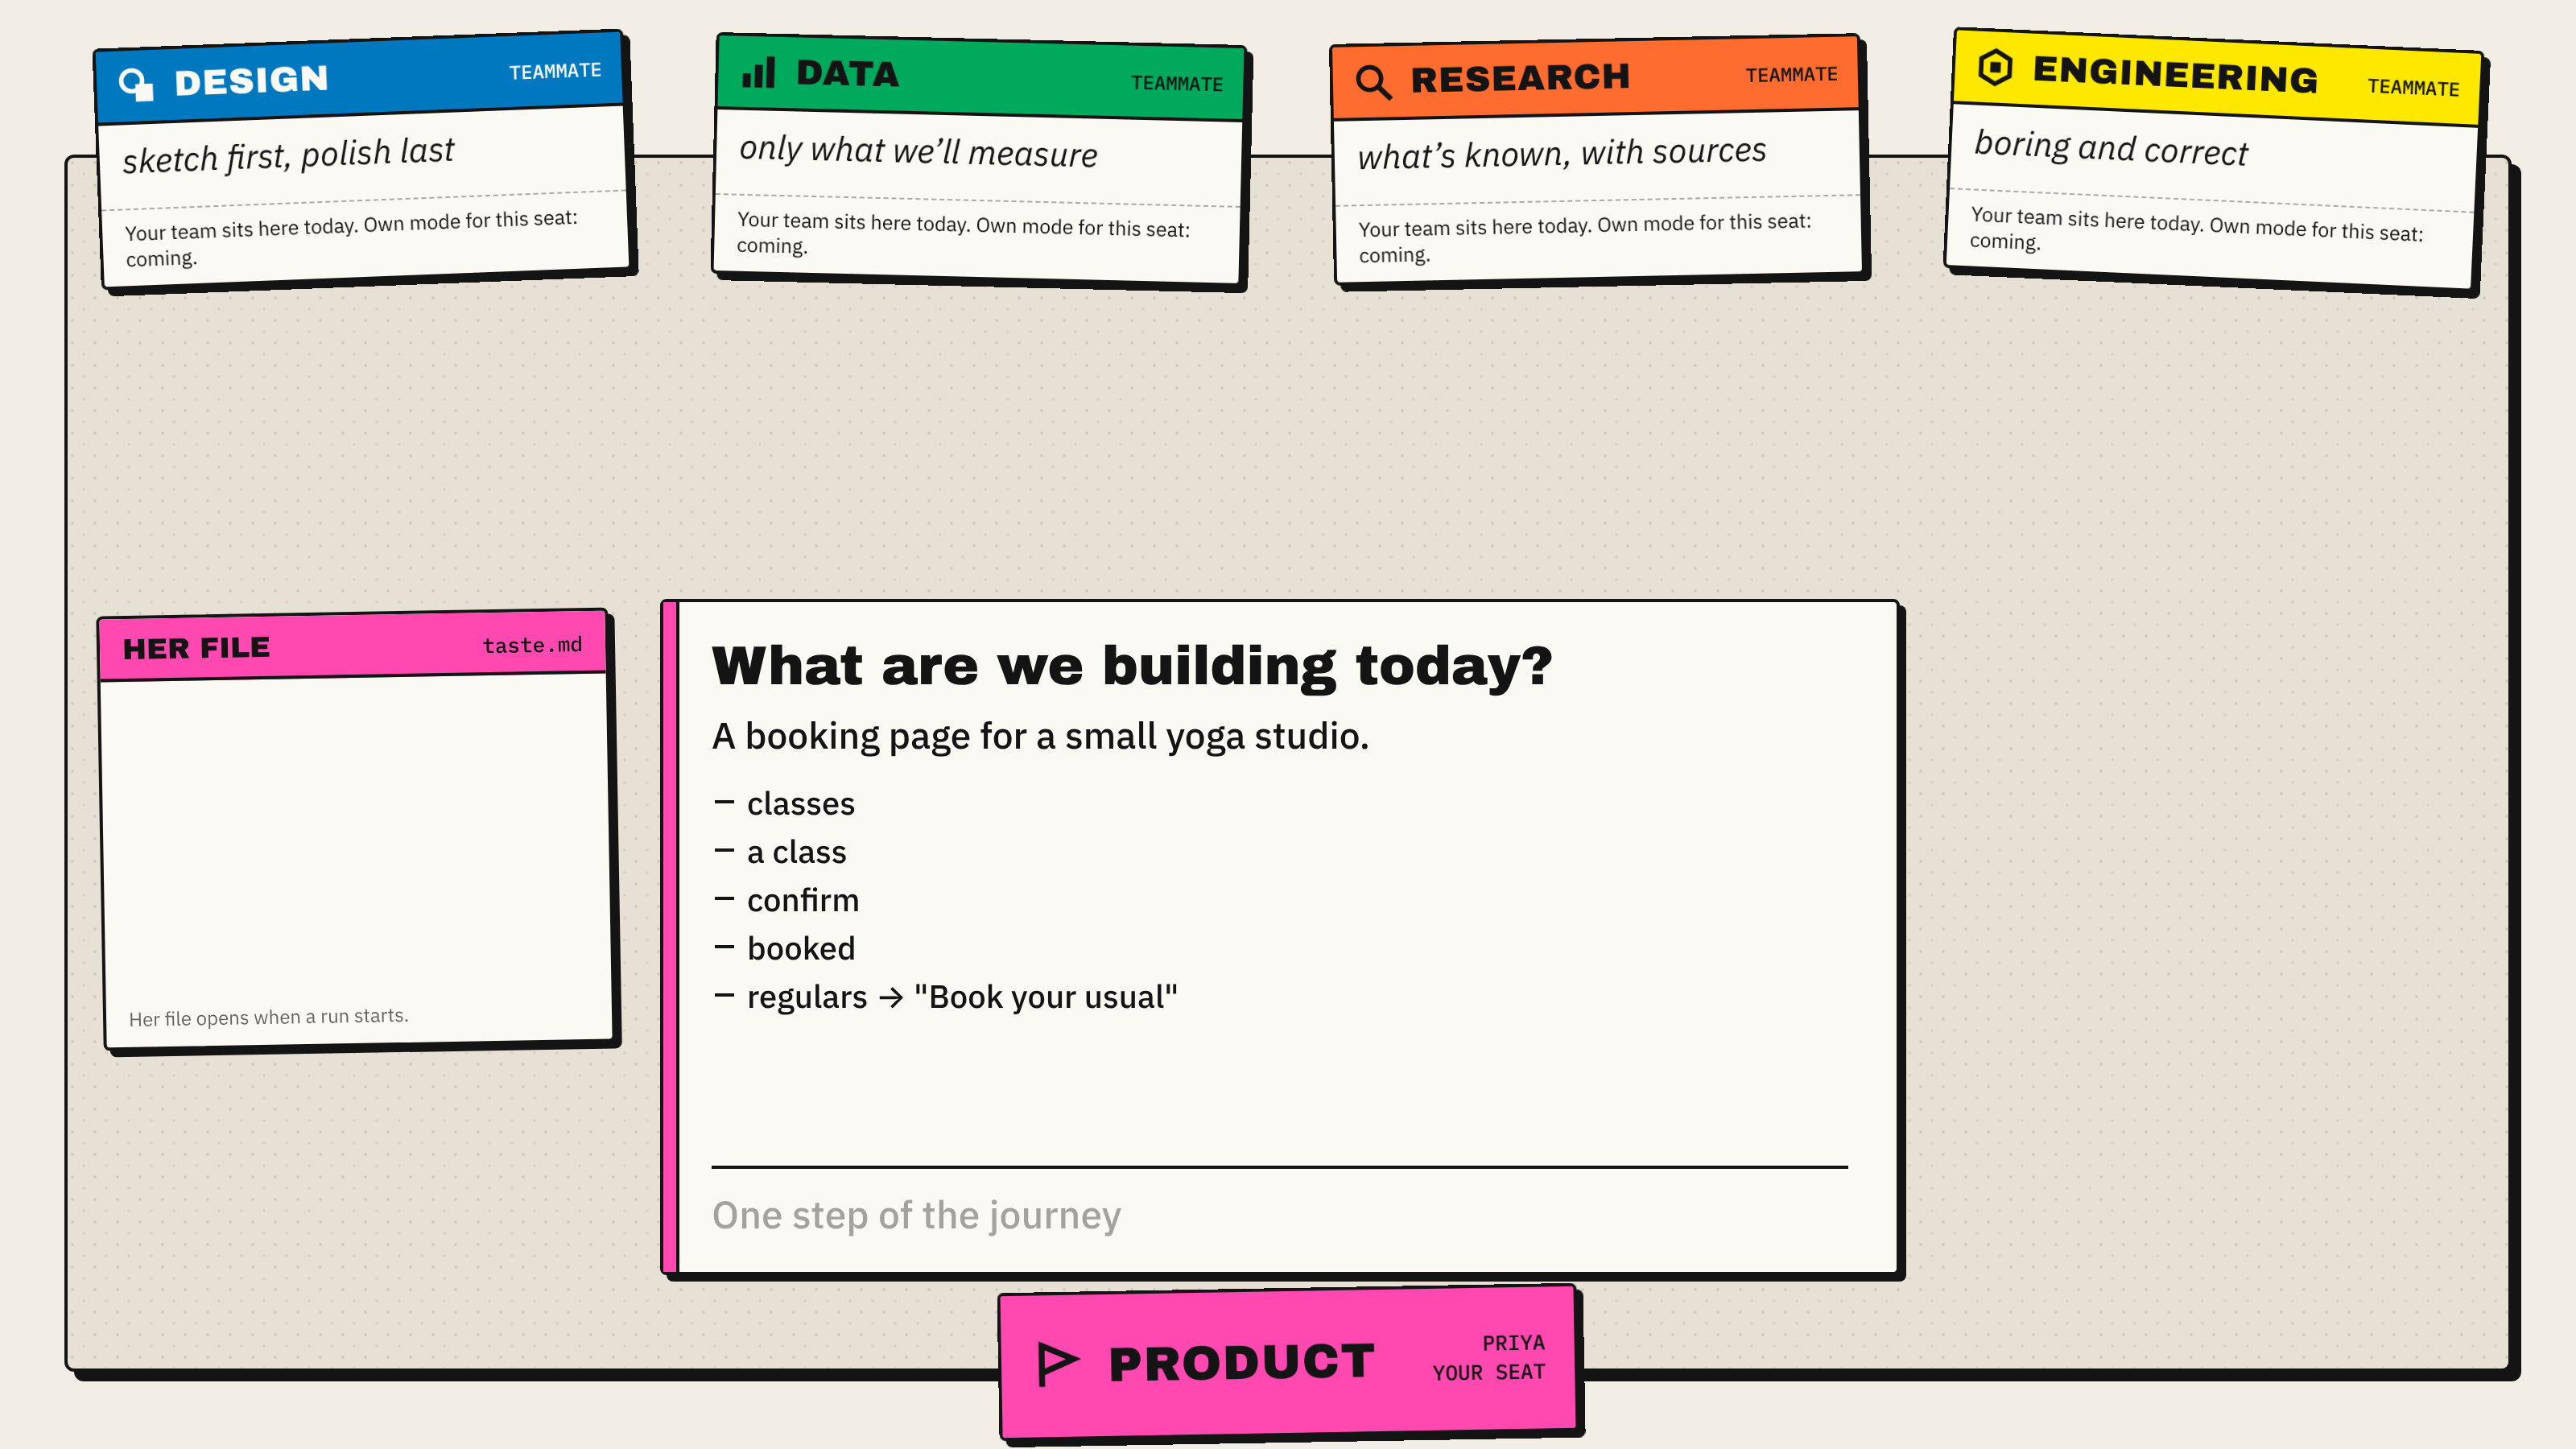 DESIGN TEAMMATE
sketch first, polish last
Your team sits here today. Own mode for this seat:
coming.
DATA TEAMMATE
only what we’ll measure
Your team sits here today. Own mode for this seat:
coming.
RESEARCH TEAMMATE
what’s known, with sources
Your team sits here today. Own mode for this seat:
coming.
ENGINEERING TEAMMATE
boring and correct
Your team sits here today. Own mode for this seat:
coming.
HER FILE taste.md
Her file opens when a run starts.
What are we building today?
A booking page for a small yoga studio.
– classes
– a class
– confirm
– booked
– regulars → "Book your usual"
One step of the journey
PRODUCT
PRIYA
YOUR SEAT